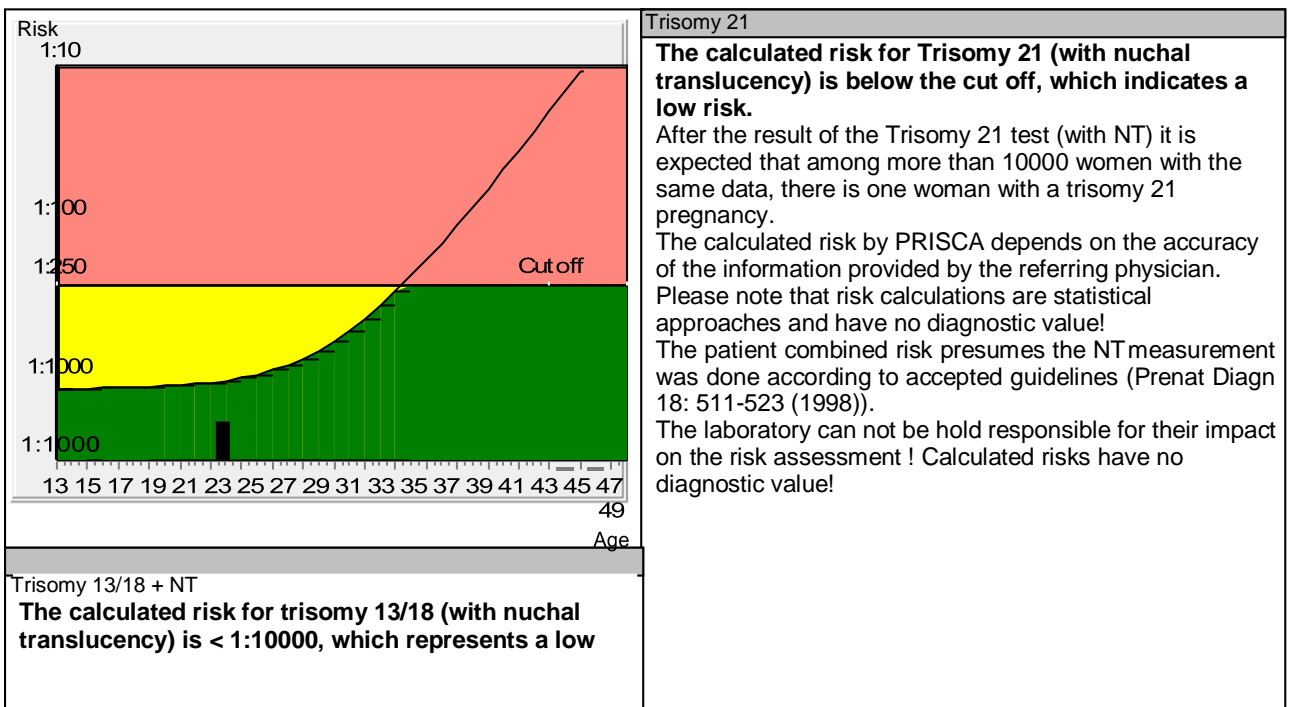 Risk
1:10
1:100
1:250
Cut off
1:1000
1:1000
13 15 17 19 21 23 25 27 29 31 33 35 37 39 41 43 45 47
49
Age
Trisomy 13/18 + NT
The calculated risk for trisomy 13/18 (with nuchal
translucency) is < 1:10000, which represents a low
Trisomy 21
The calculated risk for Trisomy 21 (with nuchal
translucency) is below the cut off, which indicates a
low risk.
After the result of the Trisomy 21 test (with NT) it is
expected that among more than 10000 women with the
same data, there is one woman with a trisomy 21
pregnancy.
The calculated risk by PRISCA depends on the accuracy
of the information provided by the referring physician.
Please note that risk calculations are statistical
approaches and have no diagnostic value!
The patient combined risk presumes the NT measurement
was done according to accepted guidelines (Prenat Diagn
18: 511-523 (1998)).
The laboratory can not be hold responsible for their impact
on the risk assessment ! Calculated risks have no
diagnostic value!